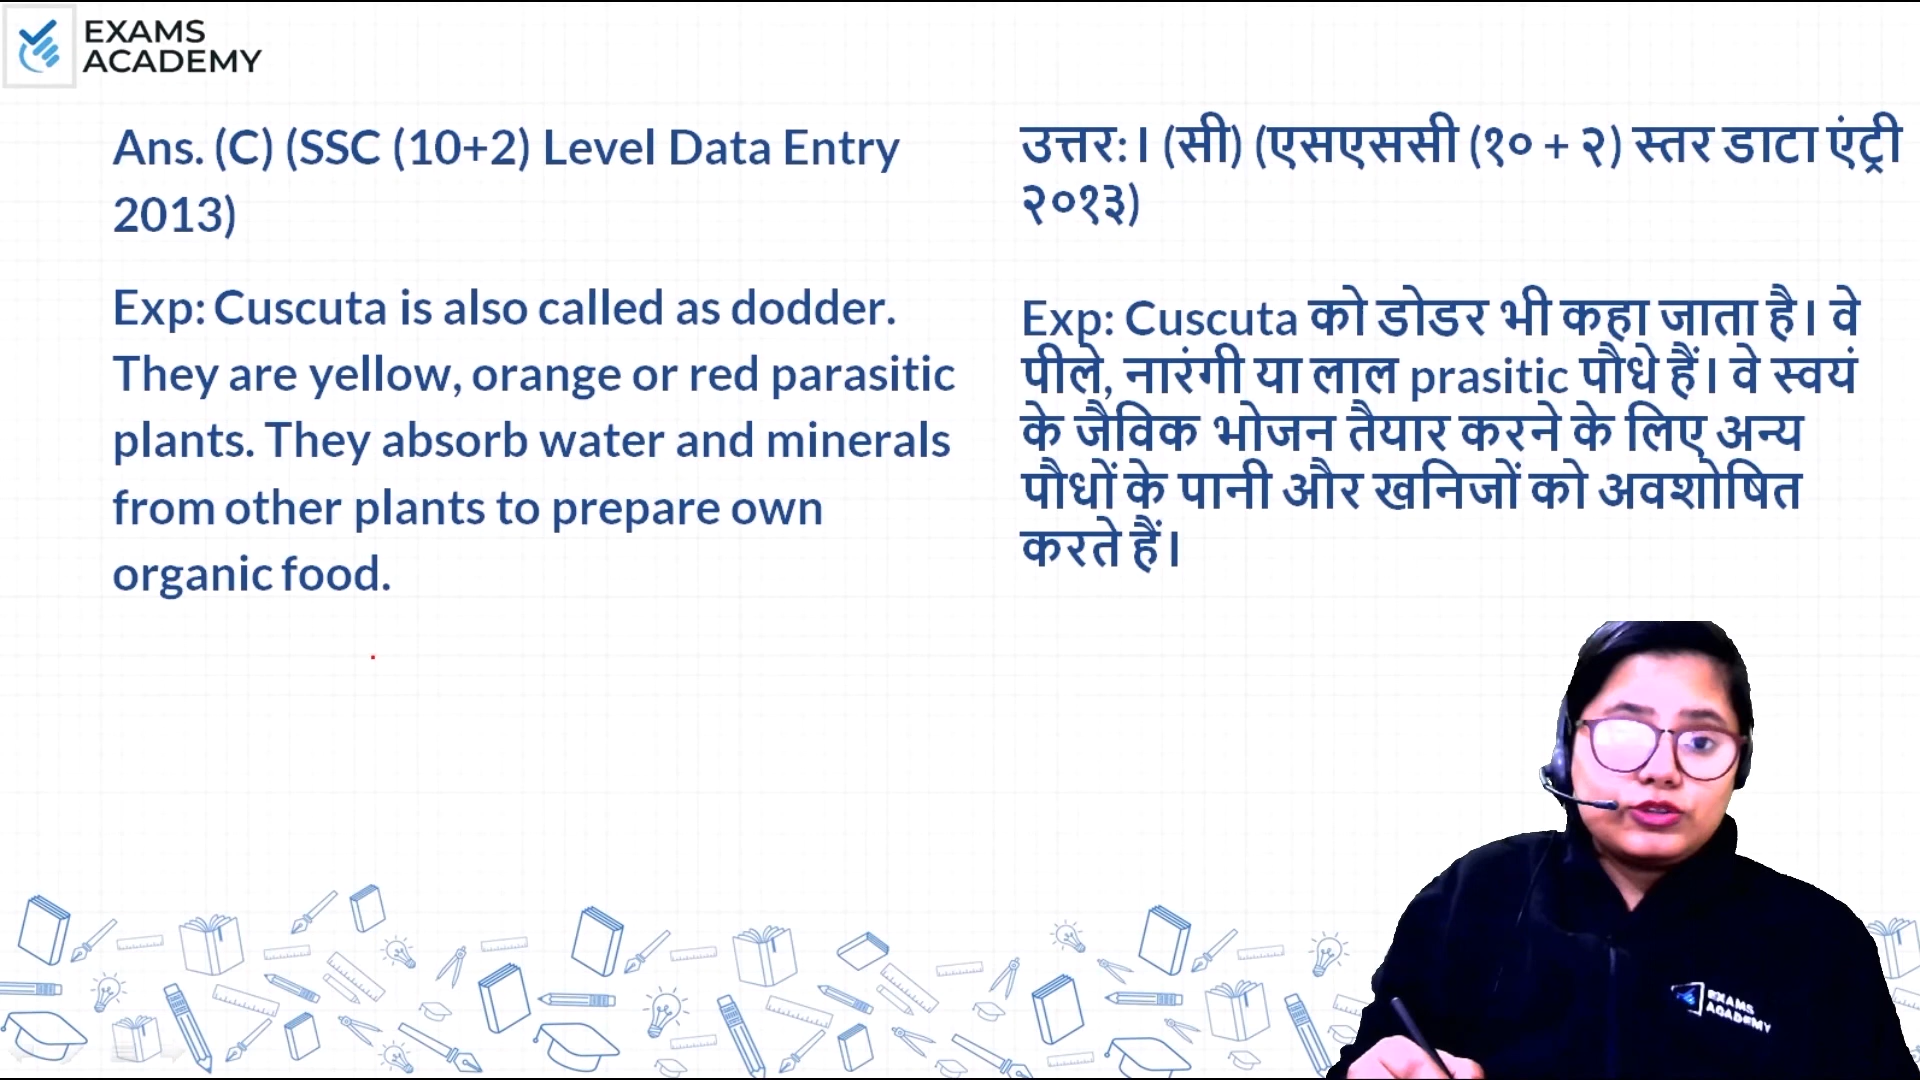 EXAMS
ACADEMY
Ans. (C) (SSC (10+2) Level Data Entry
2013)
Exp: Cuscuta is also called as dodder.
They are yellow, orange or red parasitic
plants. They absorb water and minerals
from other plants to prepare own
organic food.
उत्तर:। (सी) (एसएससी (१० + २) स्तर डाटा एंट्री
२०१३)
Exp: Cuscuta को डोडर भी कहा जाता है। वे
पीले, नारंगी या लाल prasitic पौधे हैं। वे स्वयं
के जैविक भोजन तैयार करने के लिए अन्य
पौधों के पानी और खनिजों को अवशोषित
करते हैं।
EXAMS
ACADEMY